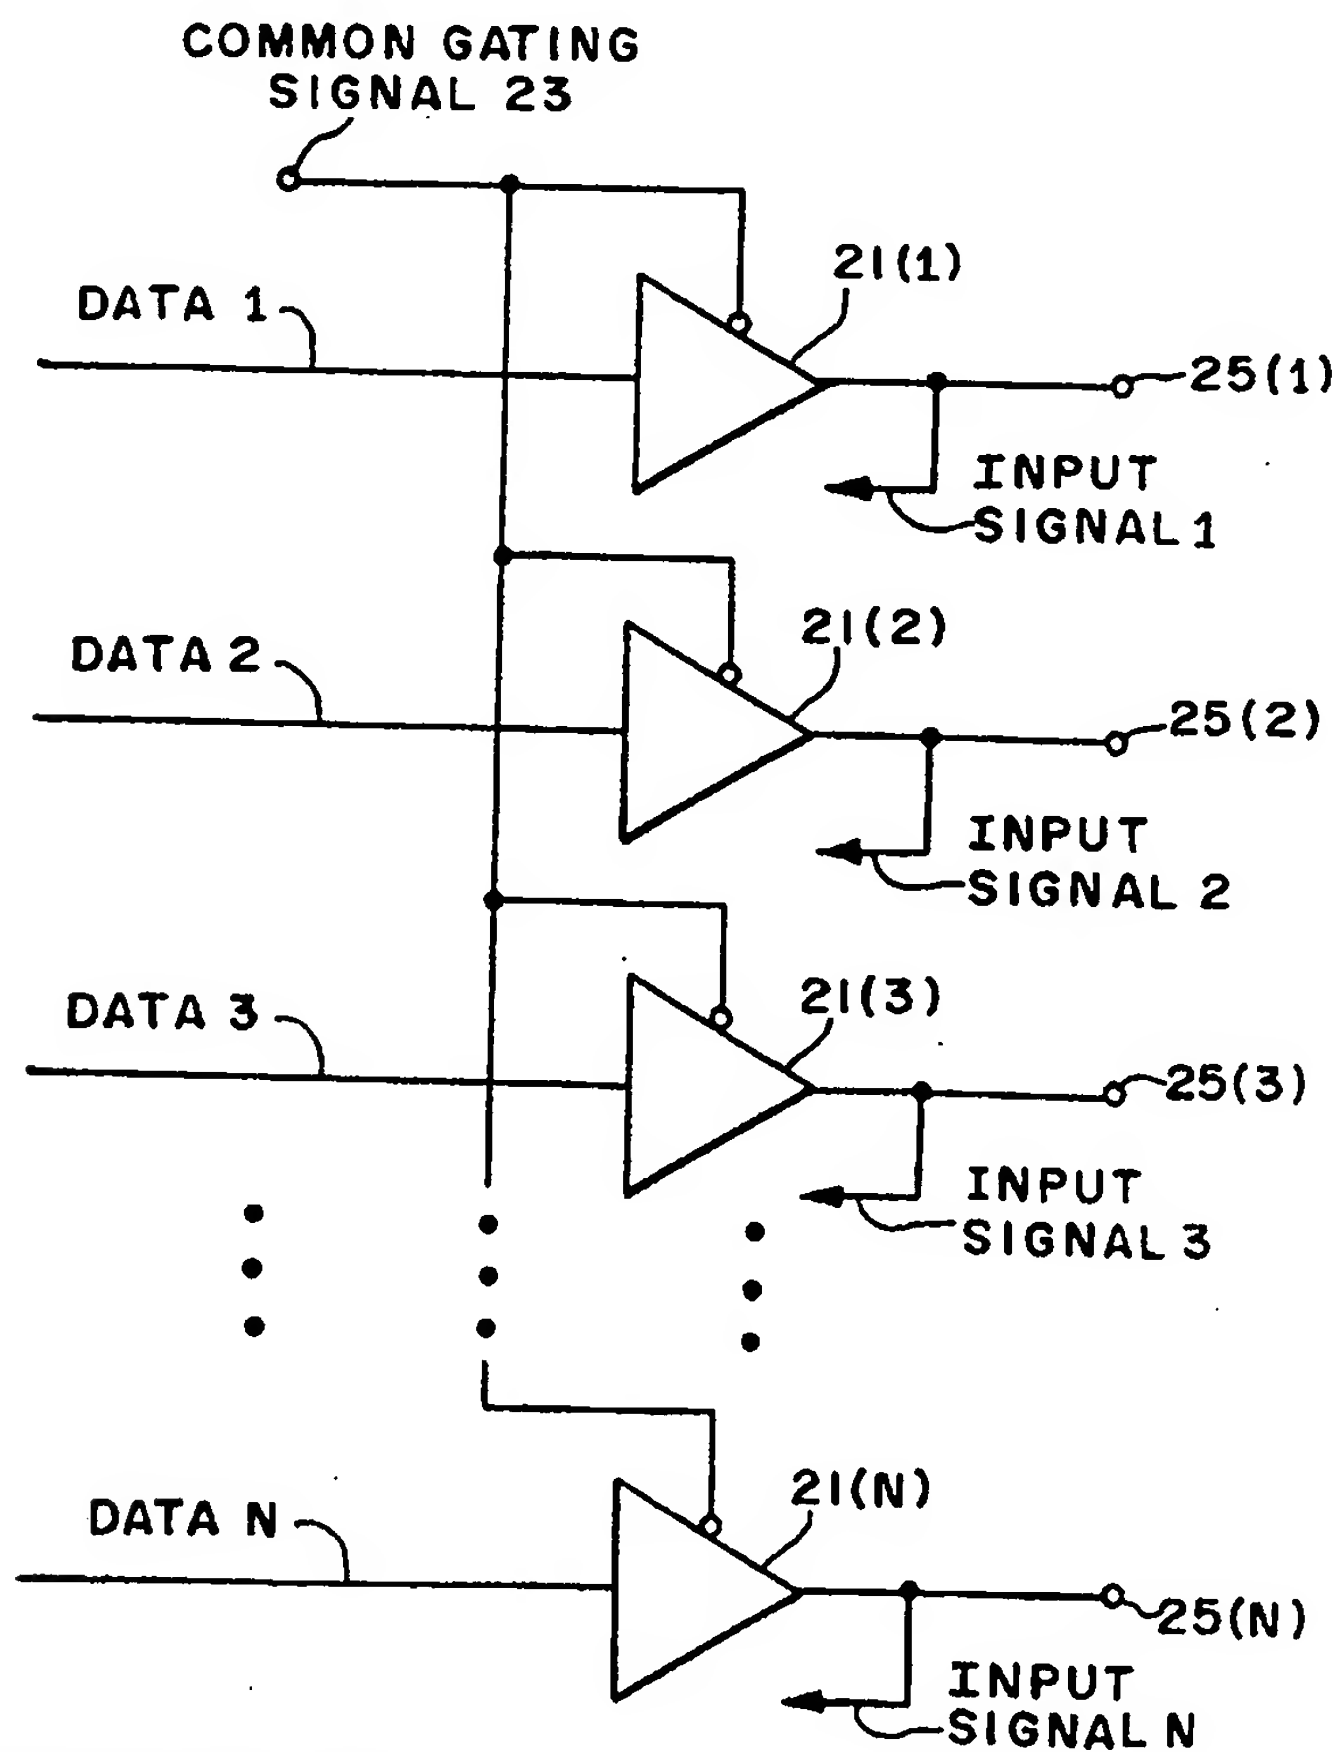 COMMON GATING
SIGNAL 23
21(1)
DATA 1
25(1)
INPUT
SIGNAL 1
21(2)
DATA 2
25(2)
INPUT
SIGNAL 2
21(3)
DATA 3
25(3)
INPUT
SIGNAL 3
21(N)
DATA N
25(N)
INPUT
SIGNAL N